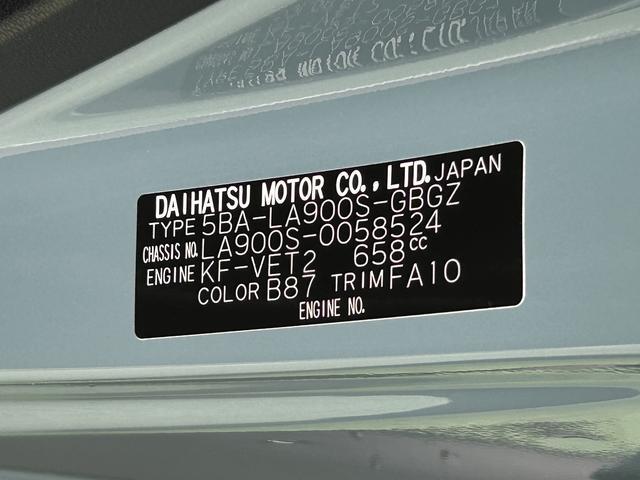 DAIHATSU MOTOR CO., LTD. JAPAN
TYPE 5BA-LA900S-GBGZ
CHASSIS NO. LA900S-0058524
ENGINE KF-VET2 658CC
COLOR B87 TRIM FA10
ENGINE NO.